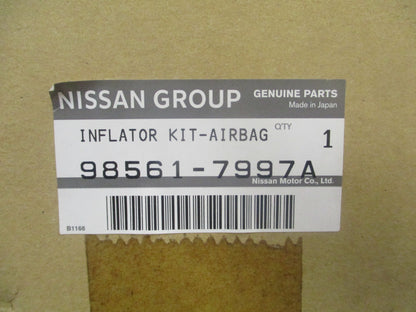 NISSAN GROUP GENUINE PARTS
Made in Japan
INFLATOR KIT-AIRBAG Q'TY 1
98561-7997A
Nissan Motor Co., Ltd.
B1166